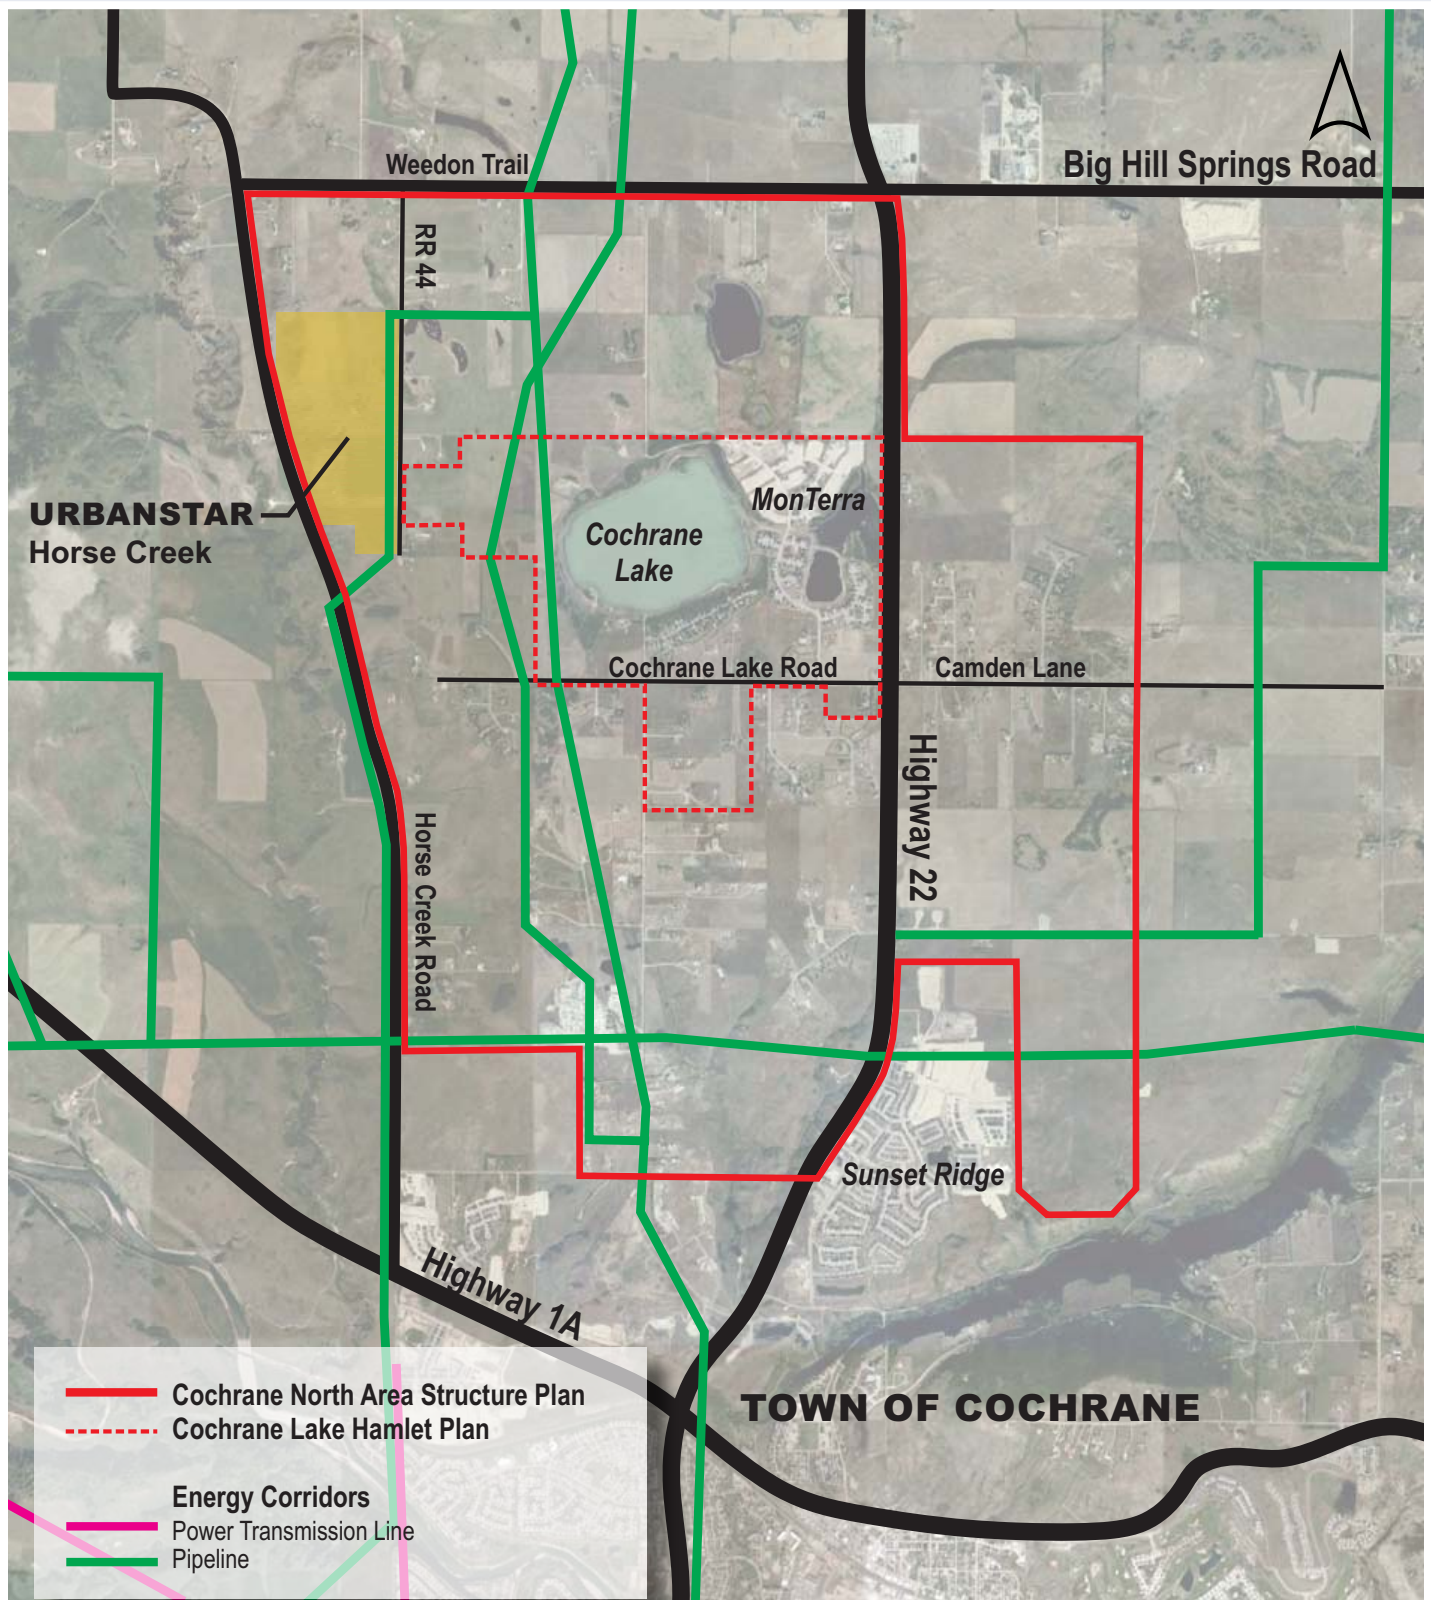 Weedon Trail
Big Hill Springs Road
RR 44
URBANSTAR
Horse Creek
MonTerra
Cochrane
Lake
Cochrane Lake Road
Camden Lane
Highway 22
Horse Creek Road
Sunset Ridge
Highway 1A
TOWN OF COCHRANE
Cochrane North Area Structure Plan
Cochrane Lake Hamlet Plan
Energy Corridors
Power Transmission Line
Pipeline